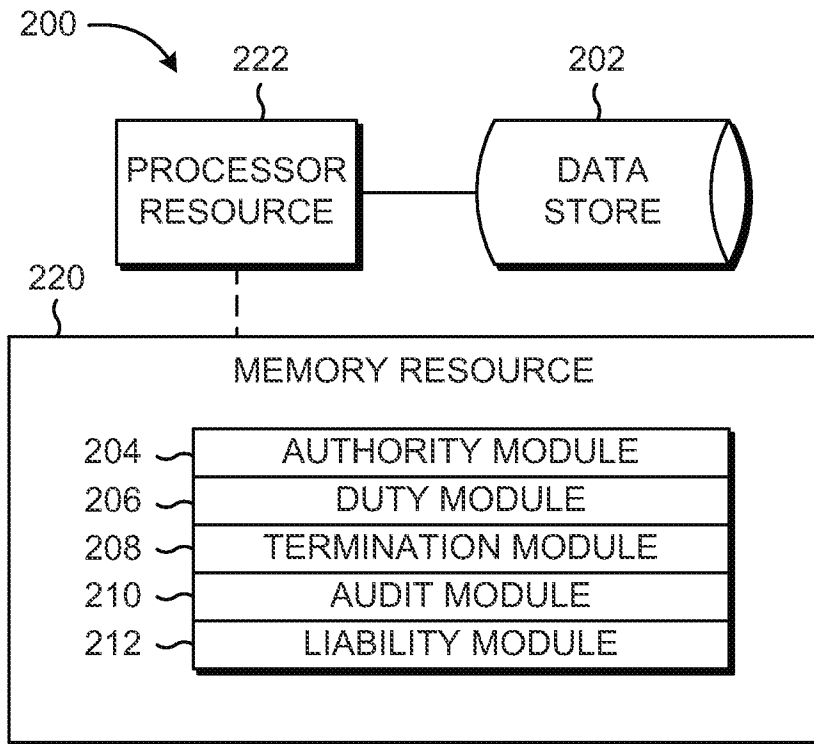 200
222
202
PROCESSOR
RESOURCE
DATA
STORE
220
MEMORY RESOURCE
204 AUTHORITY MODULE
206 DUTY MODULE
208 TERMINATION MODULE
210 AUDIT MODULE
212 LIABILITY MODULE